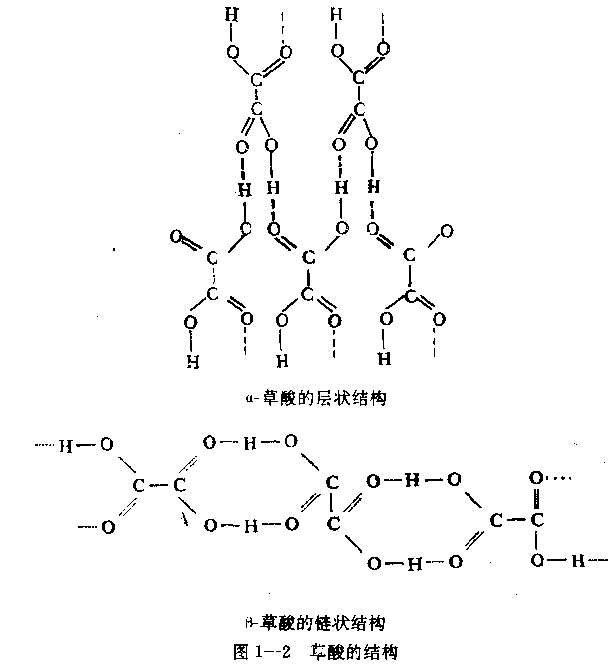 H H
O O O O
C C
C C
O O O O
H H H H
O C O O O O
C C C
C C C
O O O O O O
H H H
α-草酸的层状结构
H—O O—H—O
C—C C O—H—O O
O O—H—O C C—C
O—H—O O—H
β-草酸的链状结构
图1--2 草酸的结构